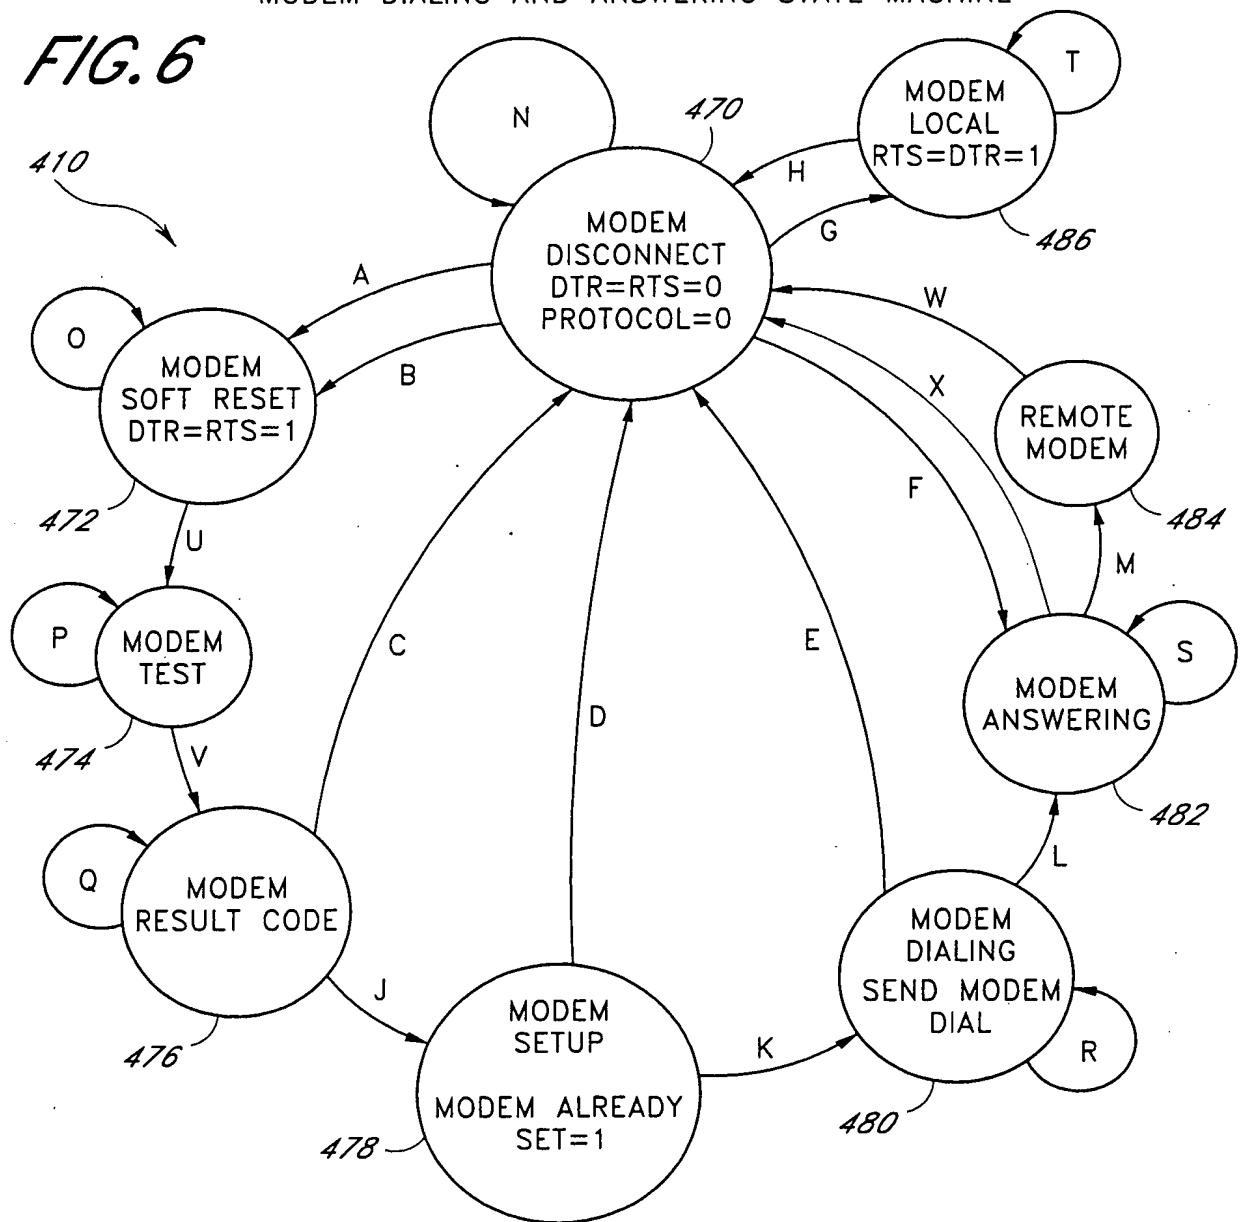 MODEM DIALING AND ANSWERING STATE MACHINE
FIG. 6
410
N
470
MODEM
DISCONNECT
DTR=RTS=0
PROTOCOL=0
T
MODEM
LOCAL
RTS=DTR=1
486
H
G
A
B
O
MODEM
SOFT RESET
DTR=RTS=1
472
W
X
F
REMOTE
MODEM
484
U
M
P
MODEM
TEST
474
C
D
E
S
MODEM
ANSWERING
482
V
L
Q
MODEM
RESULT CODE
476
J
MODEM
SETUP
MODEM ALREADY
SET=1
478
K
MODEM
DIALING
SEND MODEM
DIAL
480
R